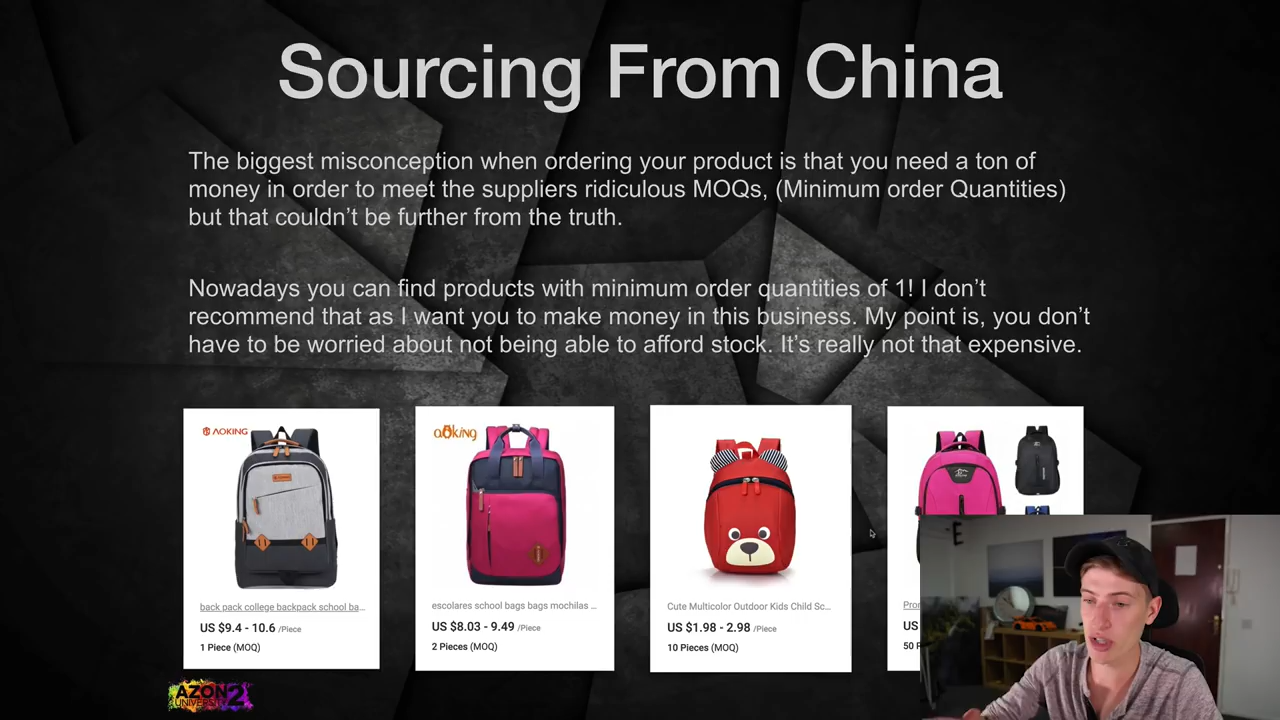 Sourcing From China
The biggest misconception when ordering your product is that you need a ton of
money in order to meet the suppliers ridiculous MOQs, (Minimum order Quantities)
but that couldn't be further from the truth.
Nowadays you can find products with minimum order quantities of 1! I don't
recommend that as I want you to make money in this business. My point is, you don't
have to be worried about not being able to afford stock. It's really not that expensive.
AOKING
aoking
back pack college backpack school ba...
US $9.4 - 10.6 /Piece
1 Piece (MOQ)
escolares school bags bags mochilas ...
US $8.03 - 9.49 /Piece
2 Pieces (MOQ)
Cute Multicolor Outdoor Kids Child Sc...
US $1.98 - 2.98 /Piece
10 Pieces (MOQ)
Pro
US
50 P
E
AZON 2
UNIVERSITY